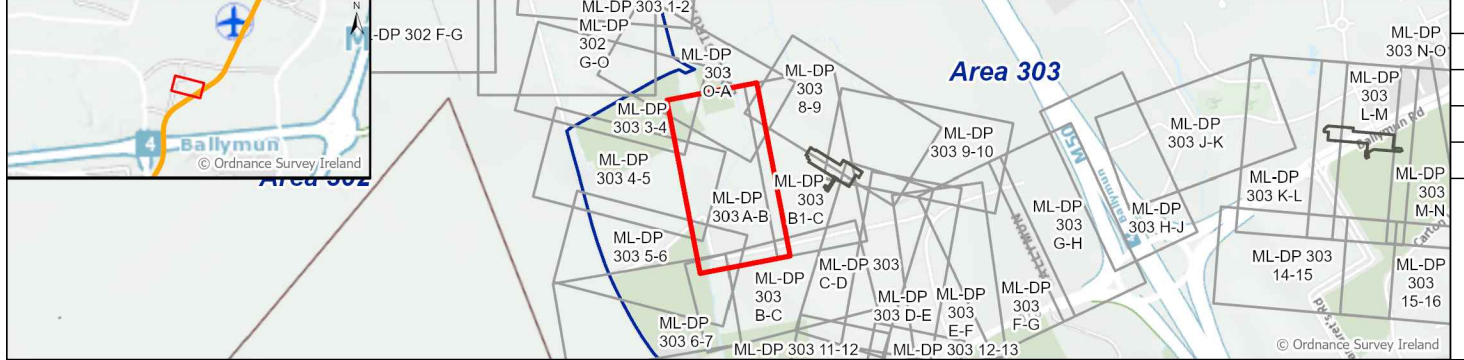 N
M
4
Ballymun
© Ordnance Survey Ireland
-DP 302 F-G
Area 302
ML-DP 303 1-2
ML-DP
302
G-O
ML-DP
303
O-A
ML-DP
303 3-4
ML-DP
303
8-9
Area 303
ML-DP
303 N-O
ML-DP
303
L-M
Ballymun Rd
ML-DP
303 J-K
ML-DP
303 9-10
M50
ML-DP
303 4-5
ML-DP
303 A-B
ML-DP
303
B1-C
ML-DP
303 K-L
ML-DP
303
M-N
Carton
ML-DP
303
G-H
Ballymun
4
ML-DP
303 H-J
ML-DP
303 5-6
ML-DP
303
B-C
ML-DP 303
C-D
ML-DP
303 D-E
ML-DP
303
E-F
ML-DP
303
F-G
ML-DP 303
14-15
ML-DP
303
15-16
ML-DP
303 6-7
ML-DP 303 11-12
ML-DP 303 12-13
© Ordnance Survey Ireland